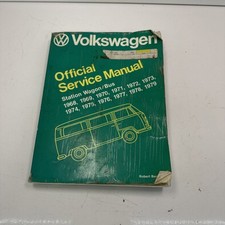 Volkswagen
Official
Service Manual
Station Wagon/Bus
1968, 1969, 1970, 1971, 1972, 1973,
1974, 1975, 1976, 1977, 1978, 1979
Robert